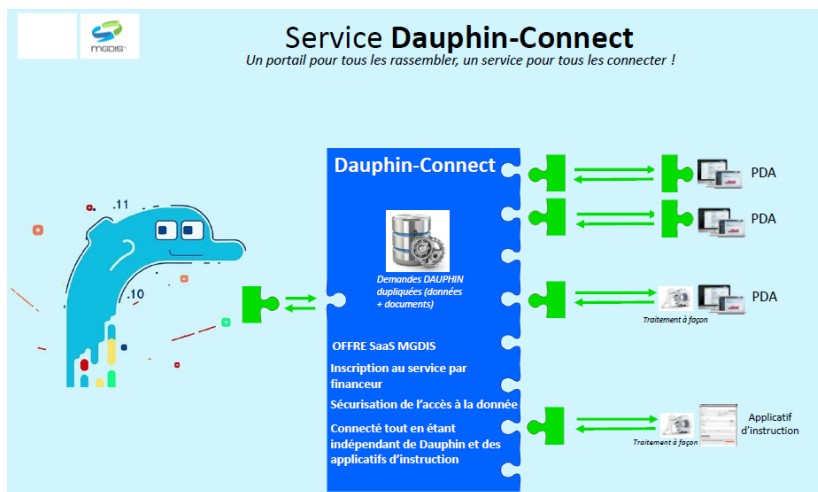 MGDIS
Service Dauphin-Connect
Un portail pour tous les rassembler, un service pour tous les connecter !
Dauphin-Connect
PDA
PDA
.11
.10
Demandes DAUPHIN
dupliquées (données
+ documents)
PDA
Traitement à façon
OFFRE SaaS MGDIS
Inscription au service par
financeur
Sécurisation de l'accès à la donnée
Connecté tout en étant
indépendant de Dauphin et des
applicatifs d'instruction
Traitement à façon
Applicatif
d'instruction